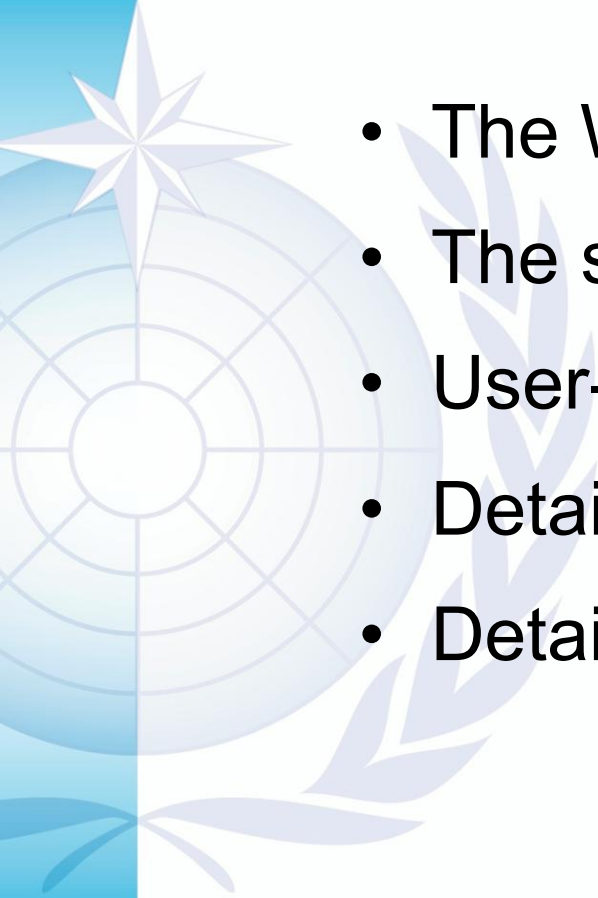 • The
• The
• User-
• Detai
• Detai